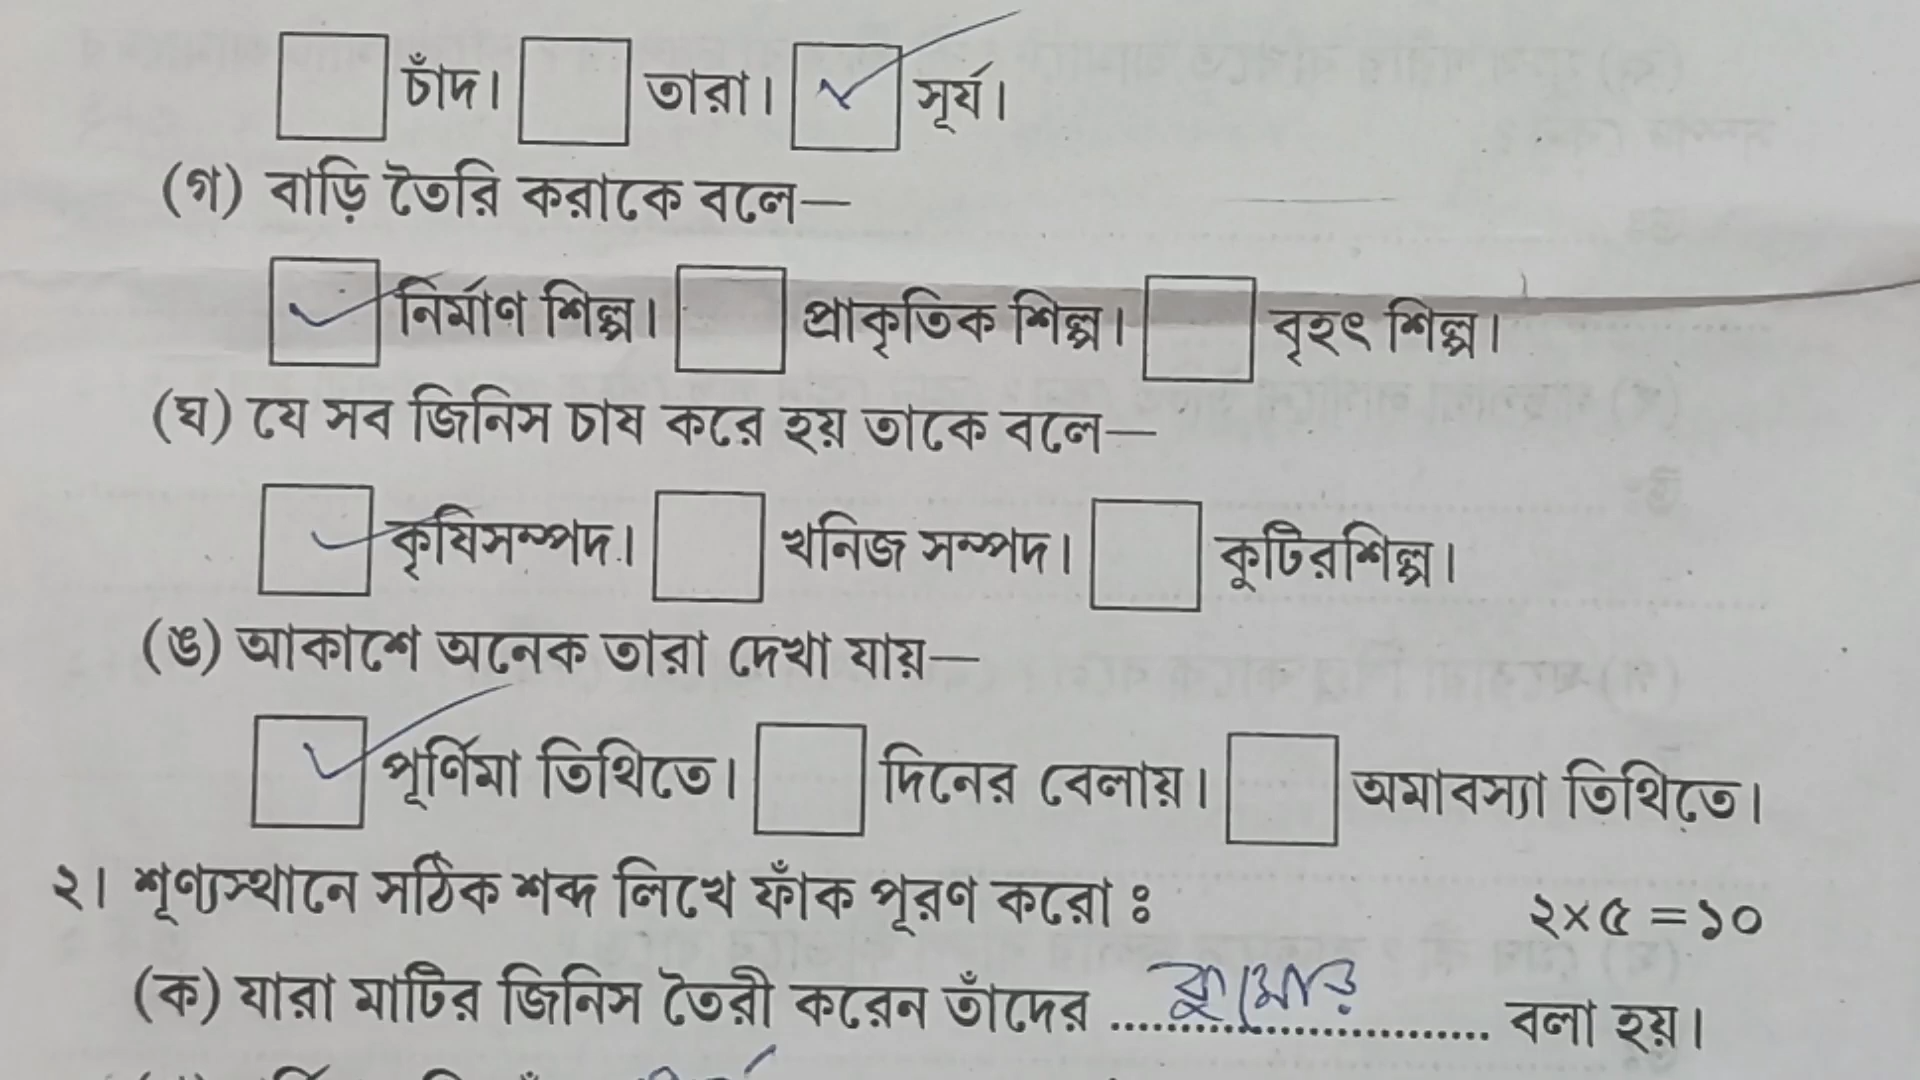 চাঁদ। তারা। সূর্য।
(গ) বাড়ি তৈরি করাকে বলে—
নির্মাণ শিল্প। প্রাকৃতিক শিল্প। বৃহৎ শিল্প।
(ঘ) যে সব জিনিস চাষ করে হয় তাকে বলে—
কৃষিসম্পদ। খনিজ সম্পদ। কুটিরশিল্প।
(ঙ) আকাশে অনেক তারা দেখা যায়—
পূর্ণিমা তিথিতে। দিনের বেলায়। অমাবস্যা তিথিতে।
২। শূণ্যস্থানে সঠিক শব্দ লিখে ফাঁক পূরণ করো ঃ ২×৫ =১০
(ক) যারা মাটির জিনিস তৈরী করেন তাঁদের কুমোর বলা হয়।